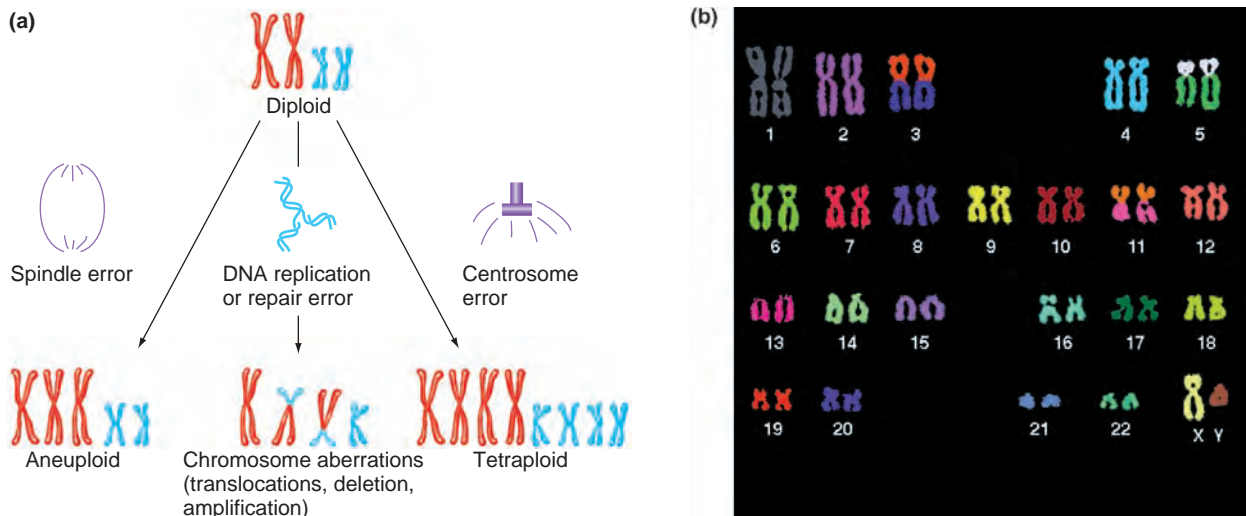 (a)
Diploid
Spindle error
DNA replication
or repair error
Centrosome
error
Aneuploid
Chromosome aberrations
(translocations, deletion,
amplification)
Tetraploid
(b)
1 2 3 4 5
6 7 8 9 10 11 12
13 14 15 16 17 18
19 20 21 22 X Y